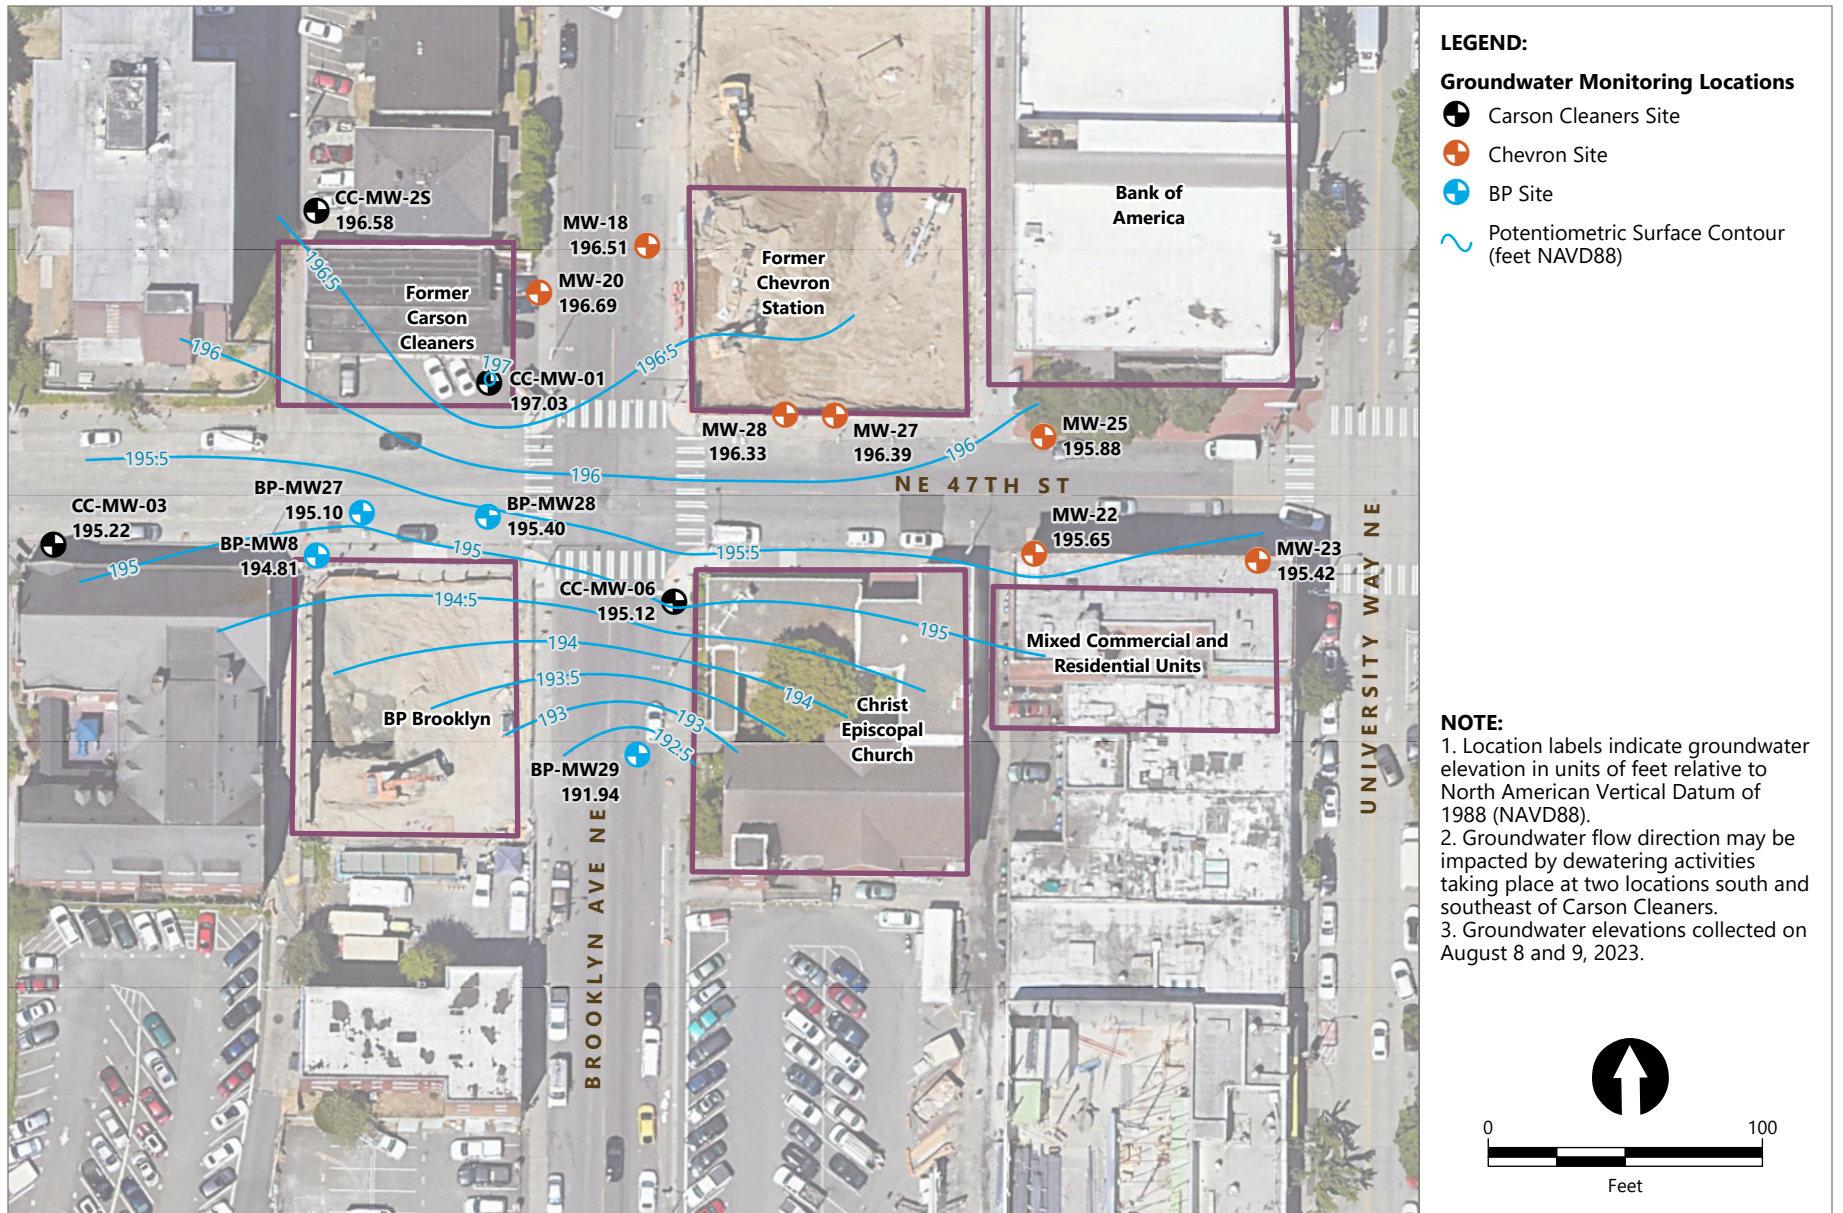 CC-MW-2S
196.58
MW-18
196.51
MW-20
196.69
196.5
Former
Carson
Cleaners
Former
Chevron
Station
Bank of
America
196
197
CC-MW-01
197.03
196.5
MW-28
196.33
MW-27
196.39
MW-25
195.88
196
196
195.5
NE 47TH ST
CC-MW-03
195.22
BP-MW27
195.10
BP-MW28
195.40
MW-22
195.65
MW-23
195.42
BP-MW8
194.81
195
195
195.5
CC-MW-06
195.12
194.5
195
194
Mixed Commercial and
Residential Units
193.5
194
BP Brooklyn
193
193
192.5
Christ
Episcopal
Church
BP-MW29
191.94
BROOKLYN AVE NE
UNIVERSITY WAY NE
LEGEND:
Groundwater Monitoring Locations
Carson Cleaners Site
Chevron Site
BP Site
Potentiometric Surface Contour
(feet NAVD88)
NOTE:
1. Location labels indicate groundwater
elevation in units of feet relative to
North American Vertical Datum of
1988 (NAVD88).
2. Groundwater flow direction may be
impacted by dewatering activities
taking place at two locations south and
southeast of Carson Cleaners.
3. Groundwater elevations collected on
August 8 and 9, 2023.
0 100
Feet